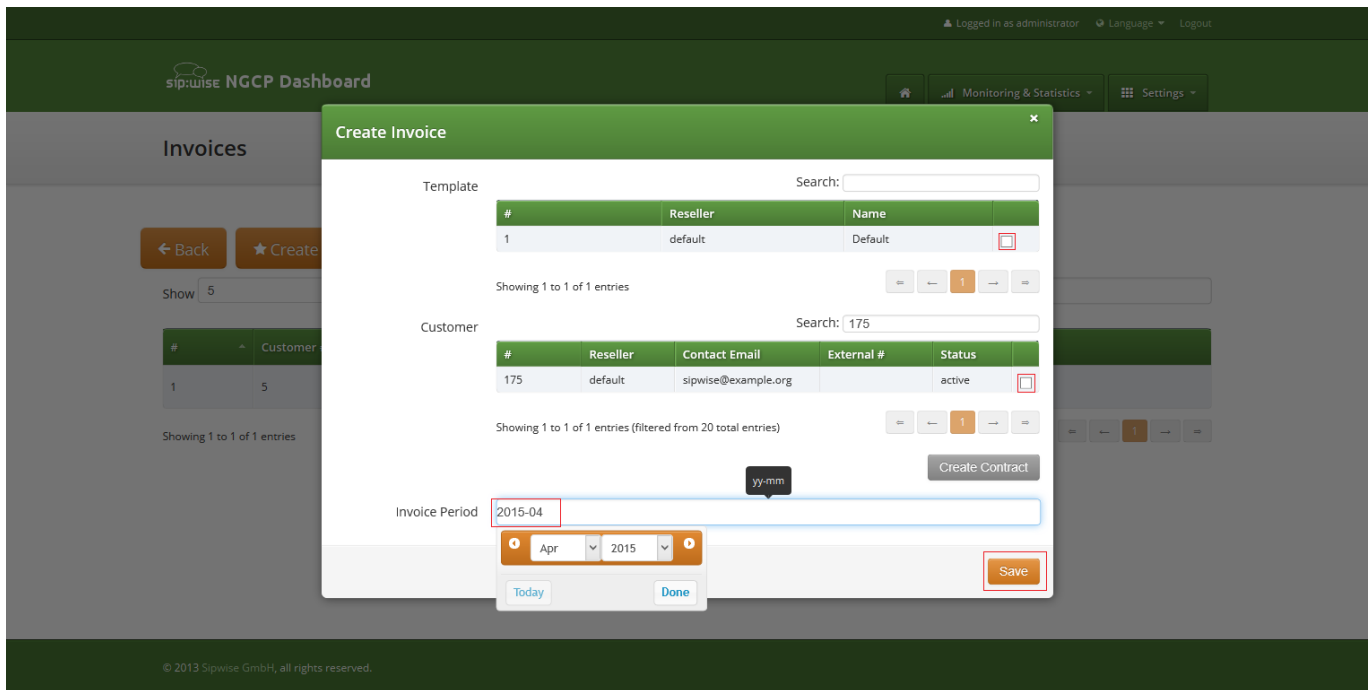 Logged in as administrator Language Logout
sip:wise NGCP Dashboard
Monitoring & Statistics Settings
Create Invoice ×
Invoices
Template Search:
# Reseller Name
1 default Default
← Back ★ Create
Showing 1 to 1 of 1 entries ⇐ ← 1 → ⇒
Show 5
Customer Search: 175
# Customer
# Reseller Contact Email External # Status
175 default sipwise@example.org active
1 5
Showing 1 to 1 of 1 entries (filtered from 20 total entries) ⇐ ← 1 → ⇒
Showing 1 to 1 of 1 entries ⇐ ← 1 → ⇒
Create Contract
yy-mm
Invoice Period 2015-04
Apr 2015
Save
Today Done
© 2013 Sipwise GmbH, all rights reserved.